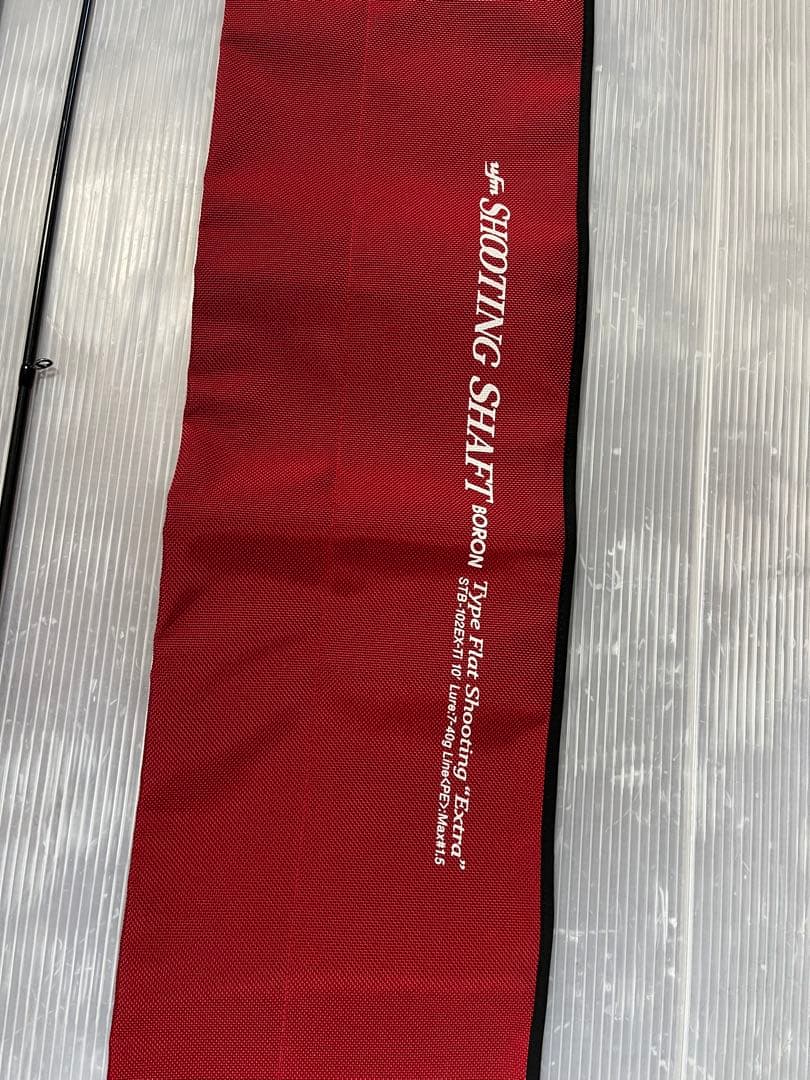 ufm SHOOTING SHAFT BORON Type Flat Shooting “Extra”
STB-102EX-Ti 10' Lure:7-40g Line<PE>:Max#1.5